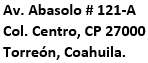 Av. Abasolo # 121-A
Col. Centro, CP 27000
Torreón, Coahuila.